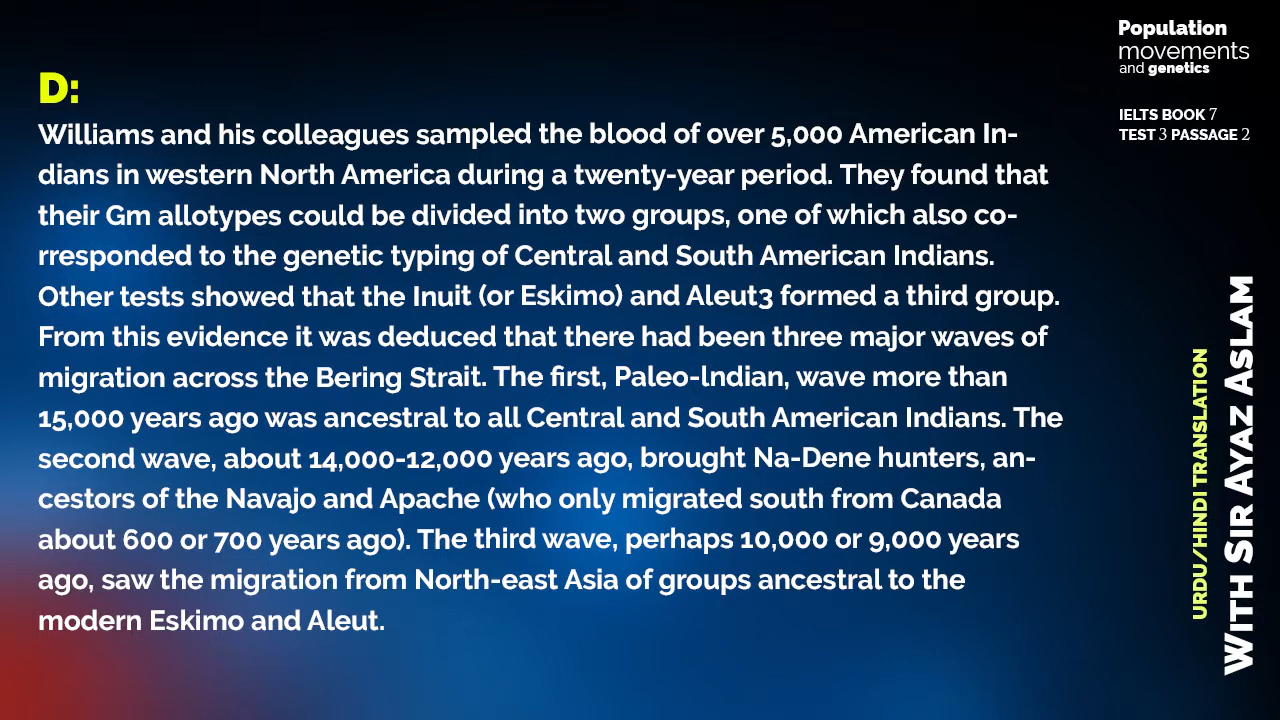 Population
movements
and genetics
IELTS BOOK 7
TEST 3 PASSAGE 2
D:
Williams and his colleagues sampled the blood of over 5,000 American In-
dians in western North America during a twenty-year period. They found that
their Gm allotypes could be divided into two groups, one of which also co-
rresponded to the genetic typing of Central and South American Indians.
Other tests showed that the Inuit (or Eskimo) and Aleut3 formed a third group.
From this evidence it was deduced that there had been three major waves of
migration across the Bering Strait. The first, Paleo-lndian, wave more than
15,000 years ago was ancestral to all Central and South American Indians. The
second wave, about 14,000-12,000 years ago, brought Na-Dene hunters, an-
cestors of the Navajo and Apache (who only migrated south from Canada
about 600 or 700 years ago). The third wave, perhaps 10,000 or 9,000 years
ago, saw the migration from North-east Asia of groups ancestral to the
modern Eskimo and Aleut.
URDU/HINDI TRANSLATION
WITH SIR AYAZ ASLAM